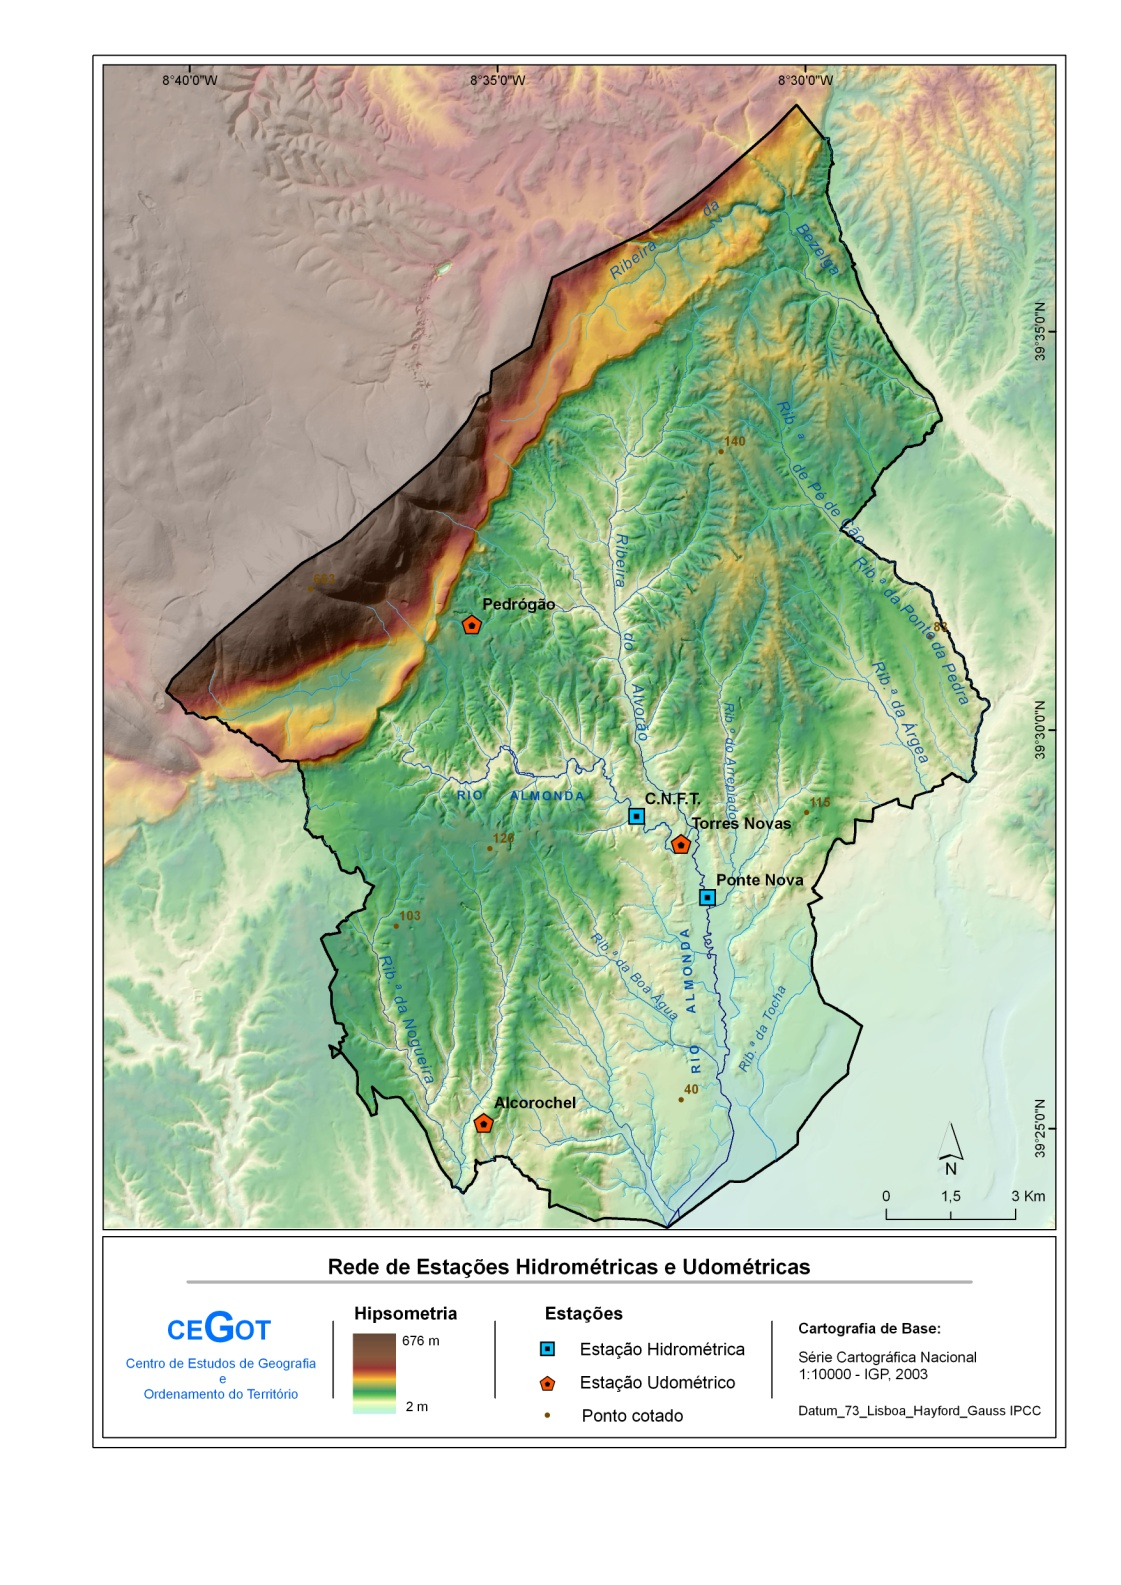 8°40'0"W
8°35'0"W
8°30'0"W
39°35'0"N
39°30'0"N
39°25'0"N
Ribeira da
Bezelga
Rib.ª de Pé de Cão
140
Ribeira do Alvorão
Rib.ª da Ponte da Pedra
83
Pedrógão
Rib.ª da Árgea
Rib.º do Arrepiado
RIO ALMONDA
C.N.F.T.
115
Torres Novas
126
Ponte Nova
103
Rib.ª da Nogueira
Rib.ª da Boa Água
RIO ALMONDA
Rib.ª da Tocha
40
Alcorochel
N
0 1,5 3 Km
Rede de Estações Hidrométricas e Udométricas
CEGOT
Centro de Estudos de Geografia
e
Ordenamento do Território
Hipsometria
676 m
2 m
Estações
Estação Hidrométrica
Estação Udométrico
Ponto cotado
Cartografia de Base:
Série Cartográfica Nacional
1:10000 - IGP, 2003
Datum_73_Lisboa_Hayford_Gauss IPCC